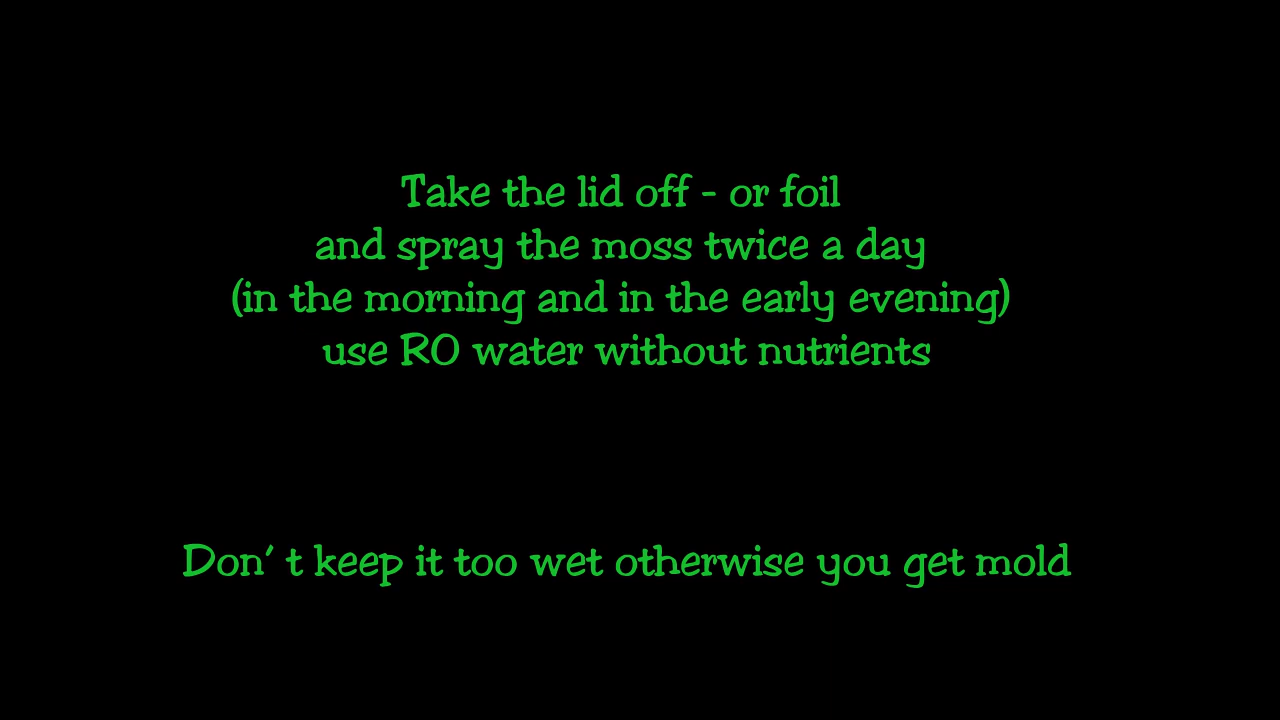 Take the lid off - or foil
and spray the moss twice a day
(in the morning and in the early evening)
use RO water without nutrients
Don' t keep it too wet otherwise you get mold